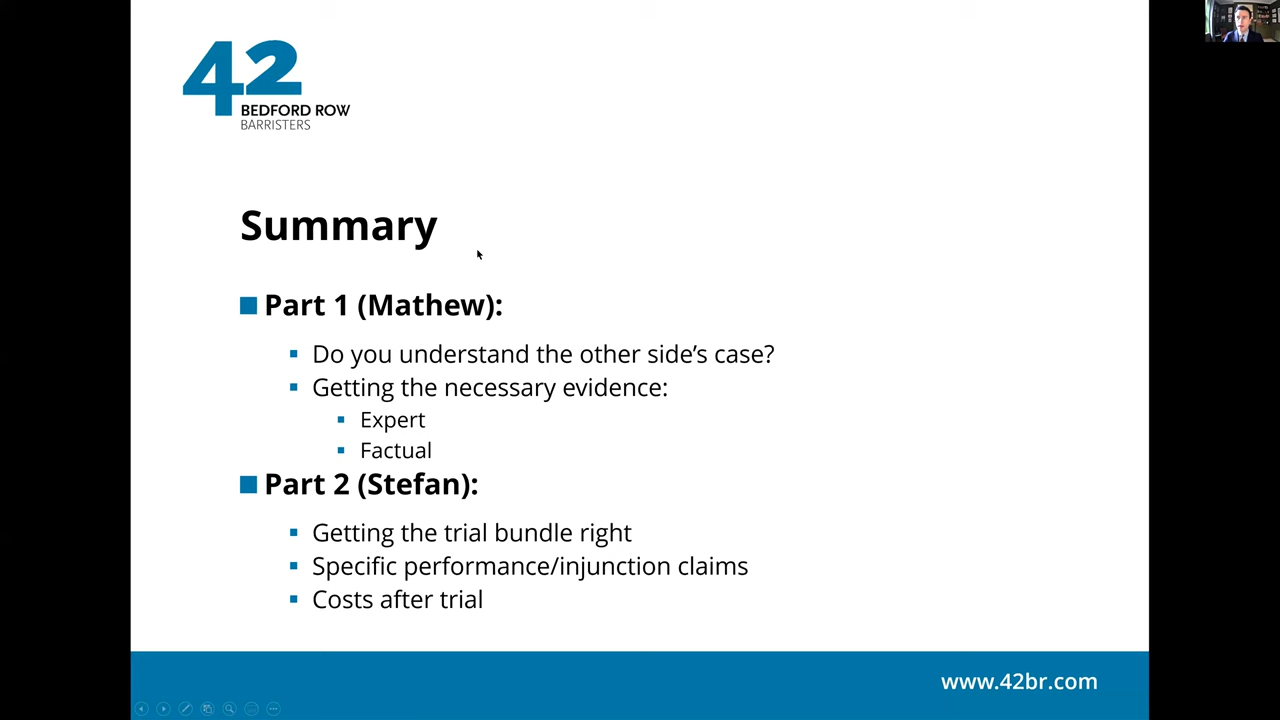 42
BEDFORD ROW
BARRISTERS
Summary
Part 1 (Mathew):
Do you understand the other side's case?
Getting the necessary evidence:
Expert
Factual
Part 2 (Stefan):
Getting the trial bundle right
Specific performance/injunction claims
Costs after trial
www.42br.com